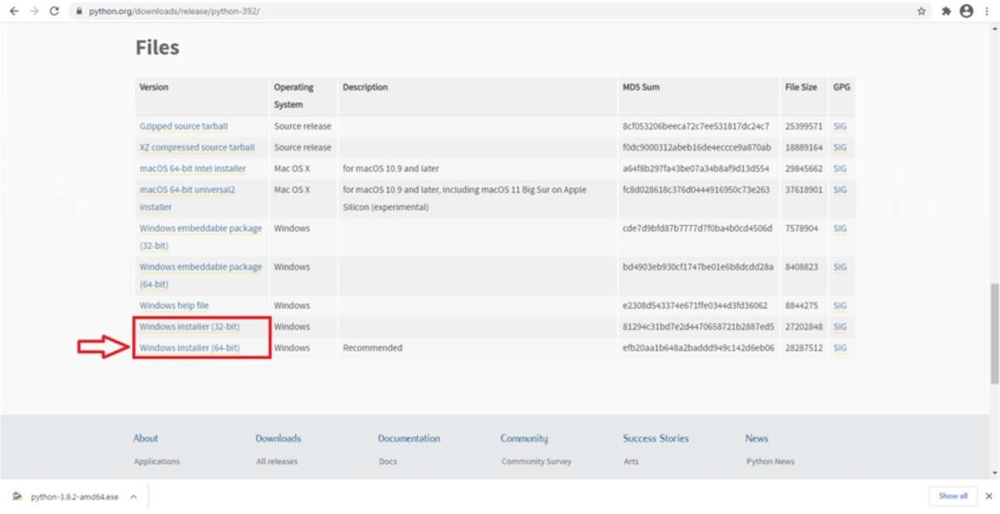 python.org/downloads/release/python-392/
Files
Version Operating System Description MD5 Sum File Size GPG
Gzipped source tarball Source release 8cf053206beeca72c7ee531817dc24c7 25399571 SIG
XZ compressed source tarball Source release f0dc9000312abeb16de4eccce9a870ab 18889164 SIG
macOS 64-bit Intel installer Mac OS X for macOS 10.9 and later a64f8b297fa43be07a34b8af9d13d554 29845662 SIG
macOS 64-bit universal2 Mac OS X for macOS 10.9 and later, including macOS 11 Big Sur on Apple fc8d028618c376d0444916950c73e263 37618901 SIG
installer Silicon (experimental)
Windows embeddable package Windows cde7d9bfd87b7777d7f0ba4b0cd4506d 7578904 SIG
(32-bit)
Windows embeddable package Windows bd4903eb930cf1747be01e6b8dcdd28a 8408823 SIG
(64-bit)
Windows help file Windows e2308d543374e671ffe0344d3fd36062 8844275 SIG
Windows installer (32-bit) Windows 81294c31bd7e2d4470658721b2887ed5 27202848 SIG
Windows installer (64-bit) Windows Recommended efb20aa1b648a2baddd949c142d6eb06 28287512 SIG
About Downloads Documentation Community Success Stories News
Applications All releases Docs Community Survey Arts Python News
python-3.9.2-amd64.exe Show all